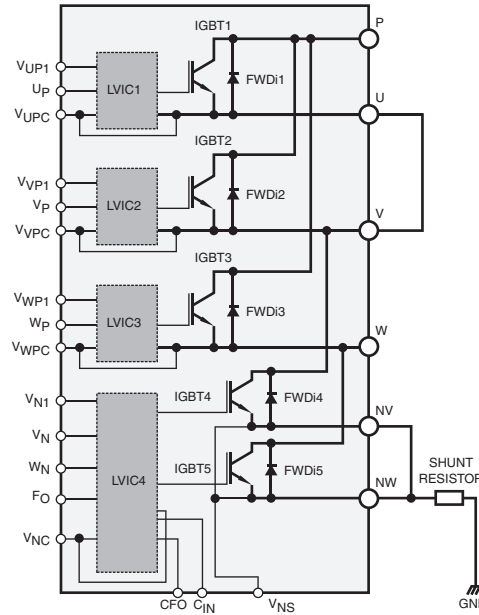 IGBT1
P
VUP1
UP
VUPC
LVIC1
FWDi1
U
IGBT2
VVP1
VP
VVPC
LVIC2
FWDi2
V
IGBT3
VWP1
WP
VWPC
LVIC3
FWDi3
W
VN1
VN
WN
FO
VNC
LVIC4
IGBT4
FWDi4
NV
IGBT5
FWDi5
NW
SHUNT
RESISTOR
CFO
CIN
VNS
GND